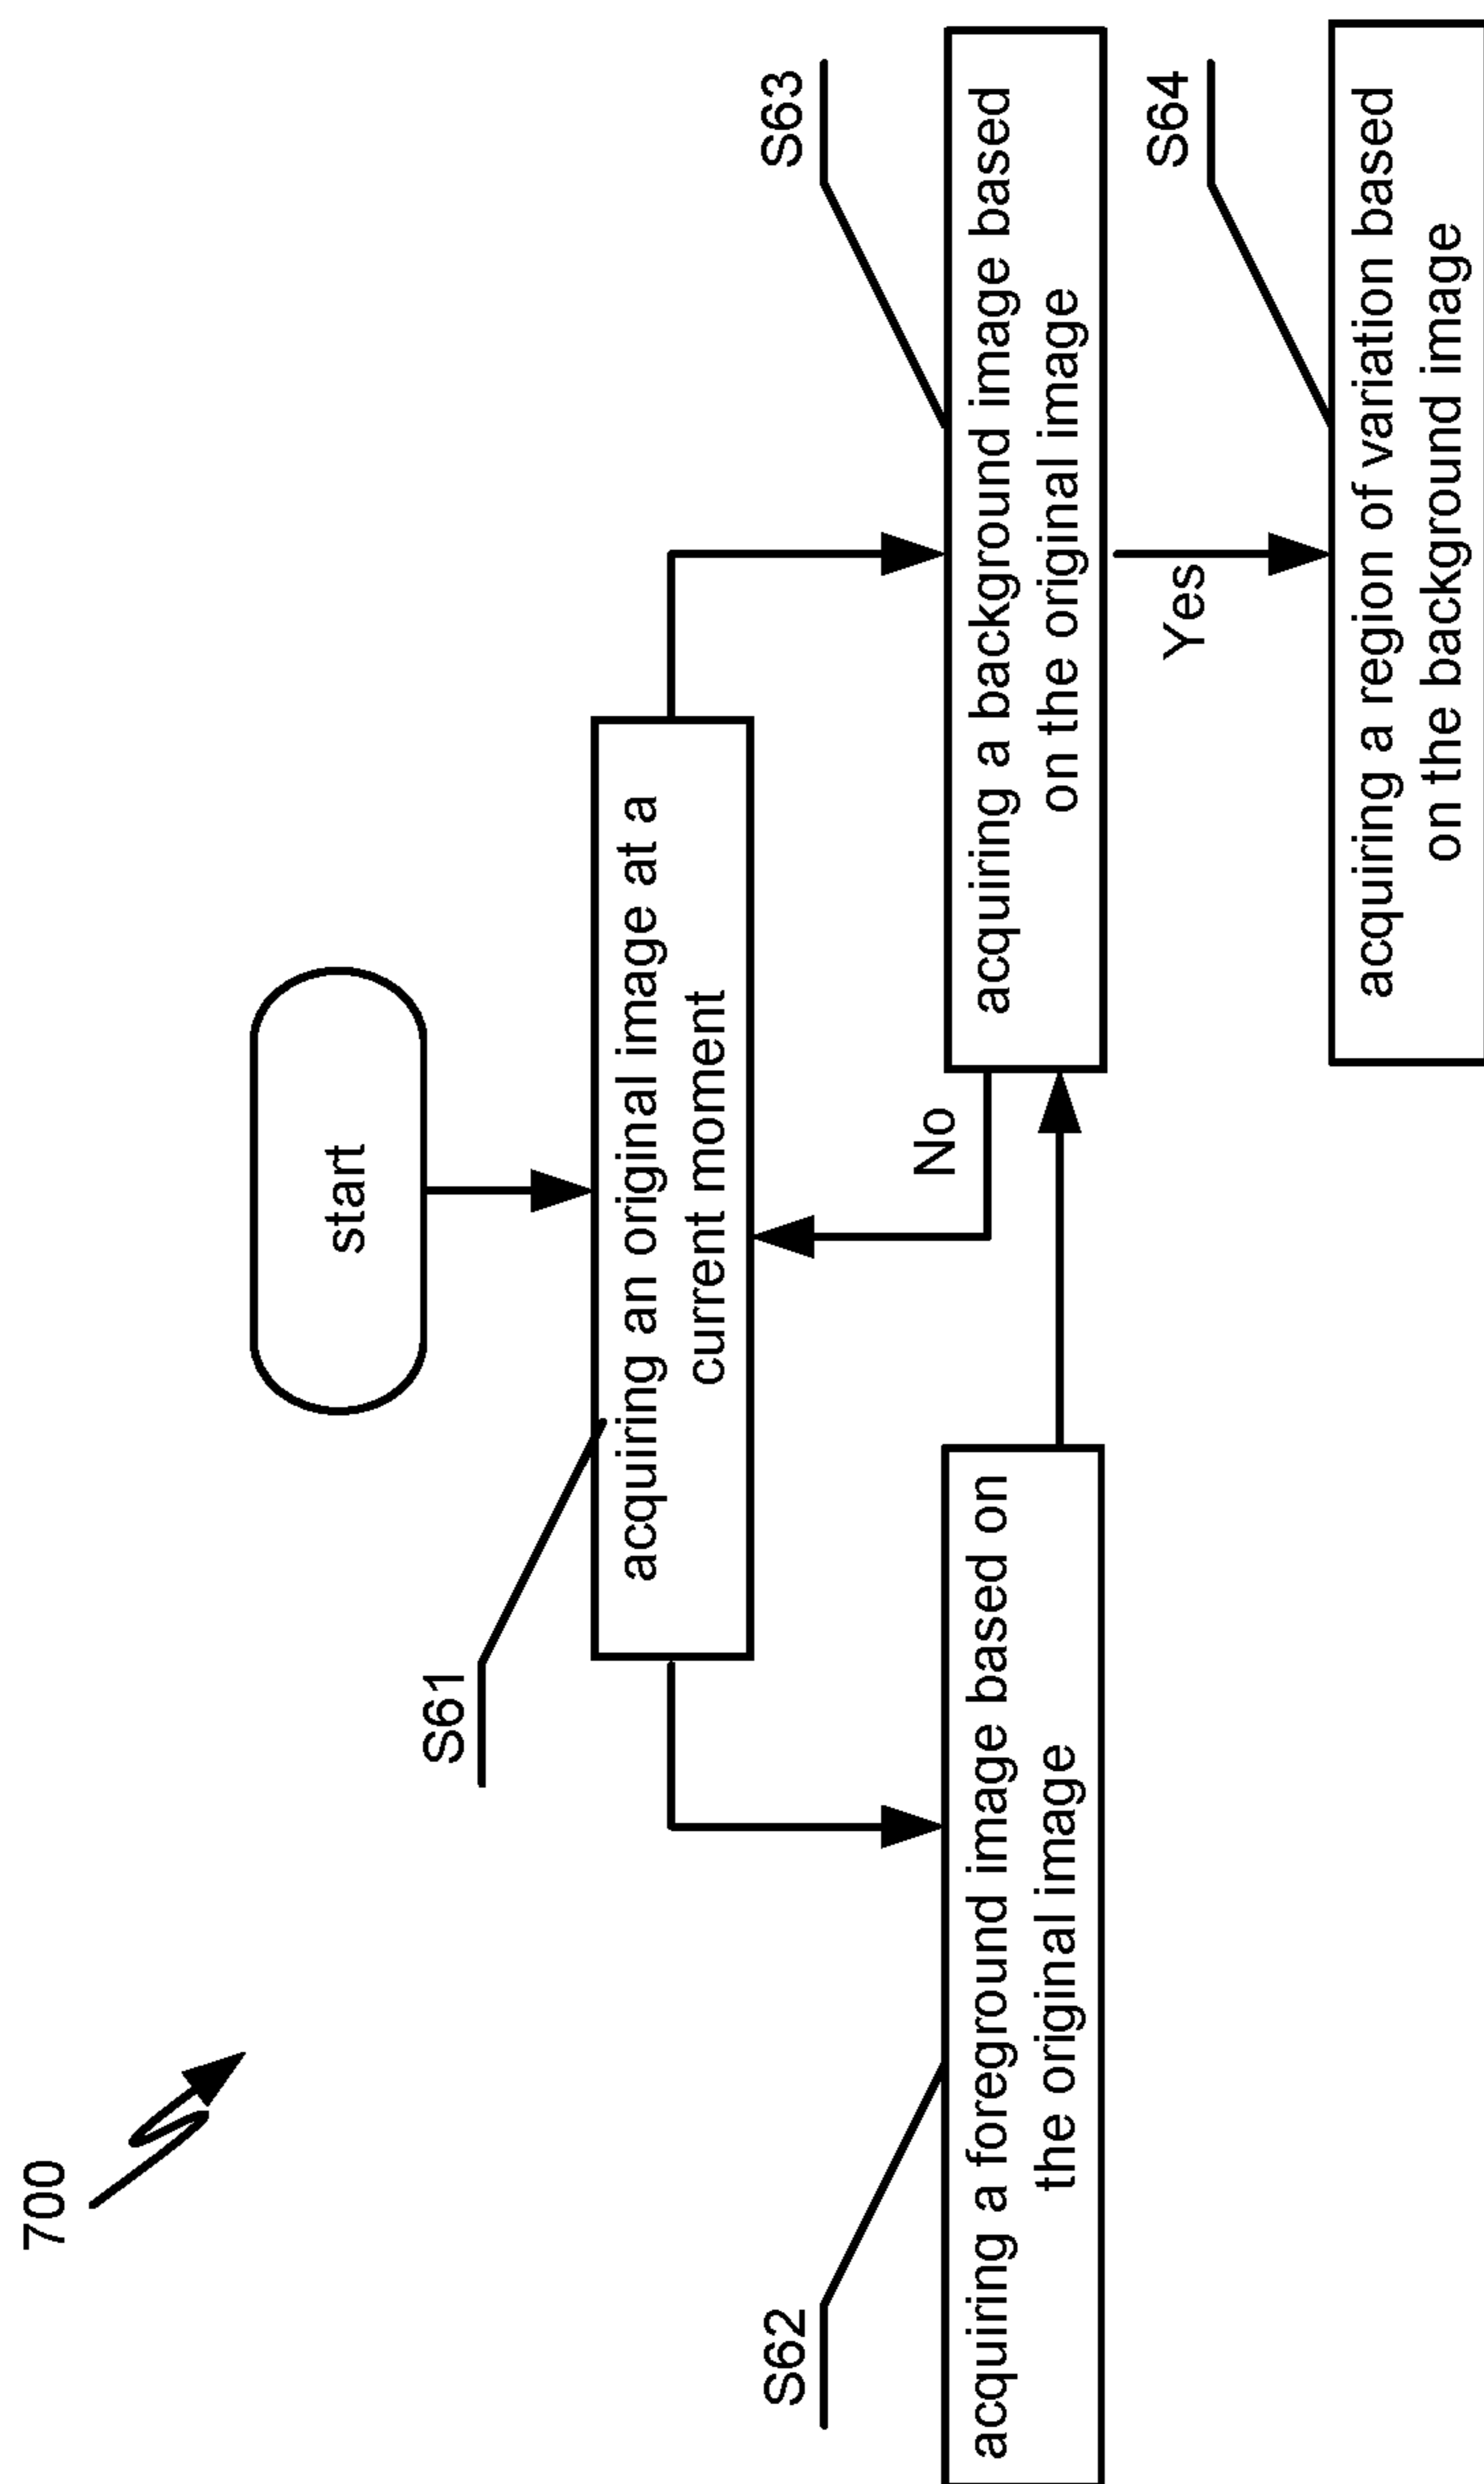 700
start
S61
acquiring an original image at a
current moment
S62
acquiring a foreground image based on
the original image
No
S63
acquiring a background image based
on the original image
Yes
S64
acquiring a region of variation based
on the background image